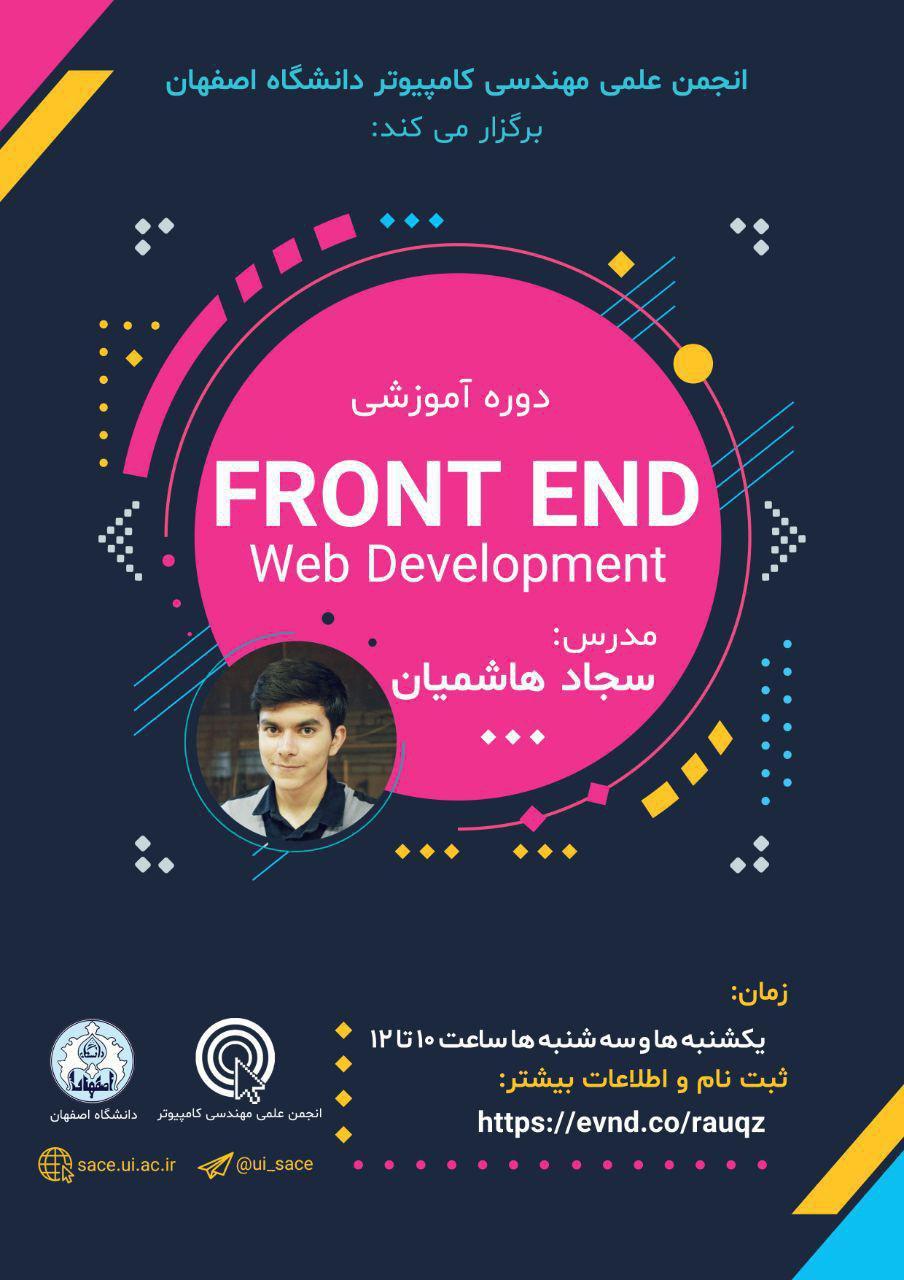 انجمن علمی مهندسی کامپیوتر دانشگاه اصفهان
برگزار می کند:
دوره آموزشی
FRONT END
Web Development
مدرس:
سجاد هاشمیان
زمان:
یکشنبه ها و سه شنبه ها ساعت ۱۰ تا ۱۲
ثبت نام و اطلاعات بیشتر:
https://evnd.co/rauqz
دانشگاه اصفهان
انجمن علمی مهندسی کامپیوتر
دانشگاه اصفهان
@ui_sace
sace.ui.ac.ir